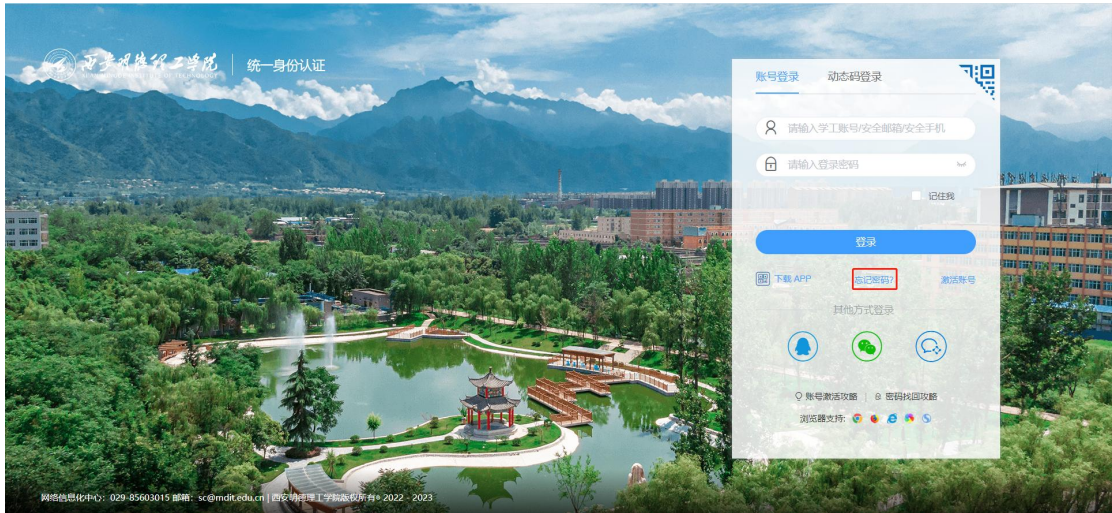 西安明德理工学院 统一身份认证
账号登录 动态码登录
请输入学工账号/安全邮箱/安全手机
请输入登录密码
记住我
登录
下载 APP 忘记密码? 激活账号
其他方式登录
账号激活攻略 | 密码找回攻略
浏览器支持:
网络信息化中心: 029-85603015 邮箱: sc@mdit.edu.cn | 西安明德理工学院版权所有© 2022 - 2023